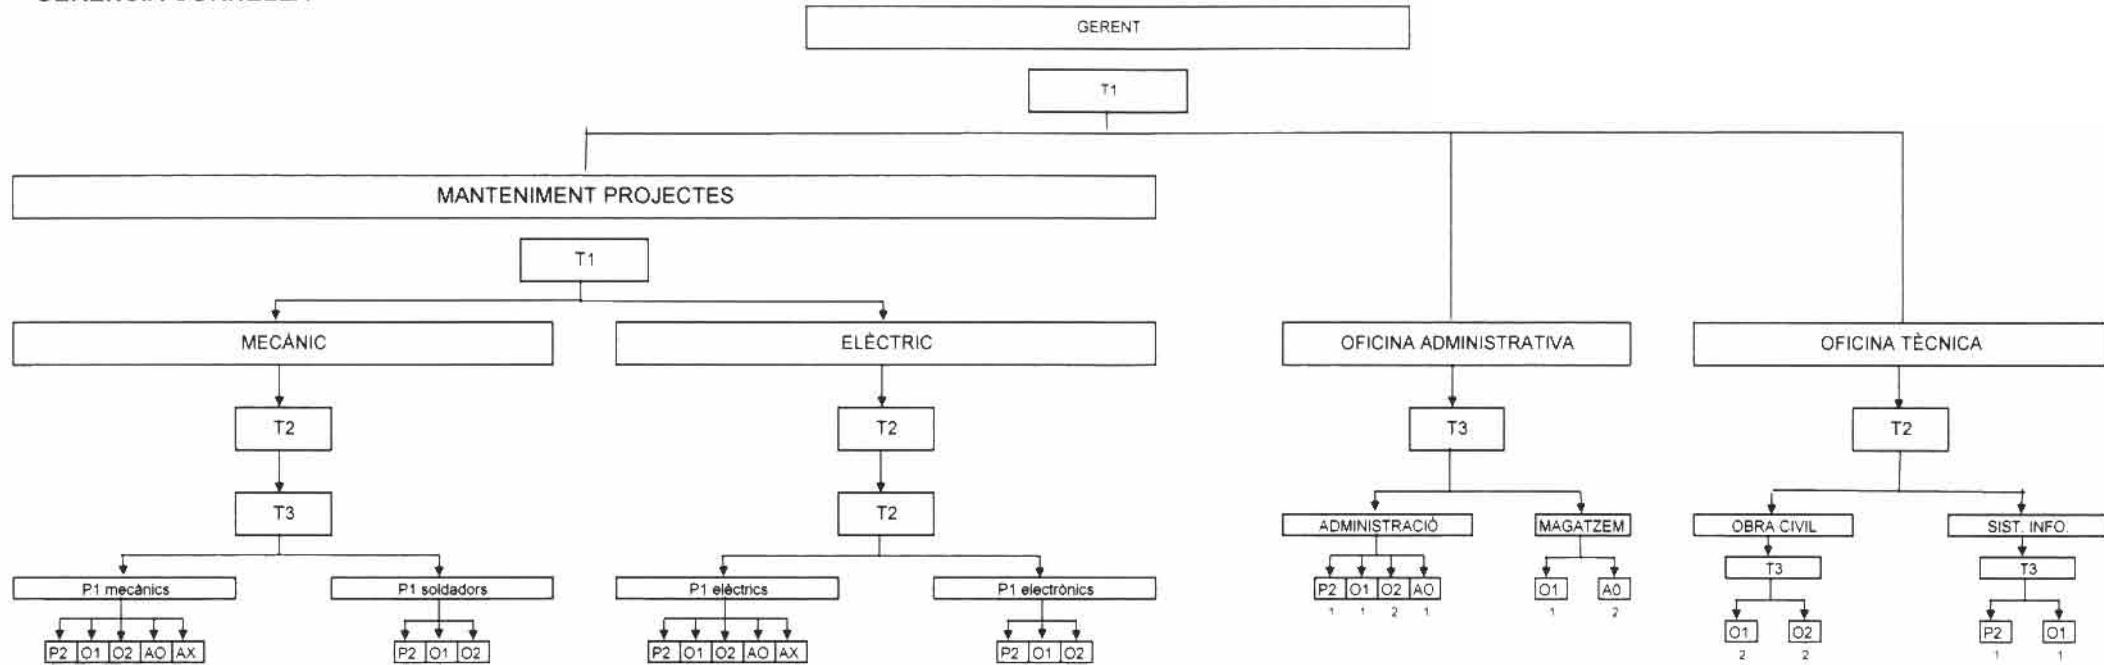 GERENT
T1
MANTENIMENT PROJECTES
T1
MECÀNIC
ELÈCTRIC
OFICINA ADMINISTRATIVA
OFICINA TÈCNICA
T2
T2
T3
T2
T3
T2
ADMINISTRACIÓ
MAGATZEM
OBRA CIVIL
SIST. INFO.
T3
T3
P1 mecànics
P1 soldadors
P1 elèctrics
P1 electrònics
P2 O1 O2 AO
1 1 2 1
O1 A0
1 2
O1 O2
2 2
P2 O1
1 1
P2 O1 O2 AO AX
P2 O1 O2
P2 O1 O2 AO AX
P2 O1 O2